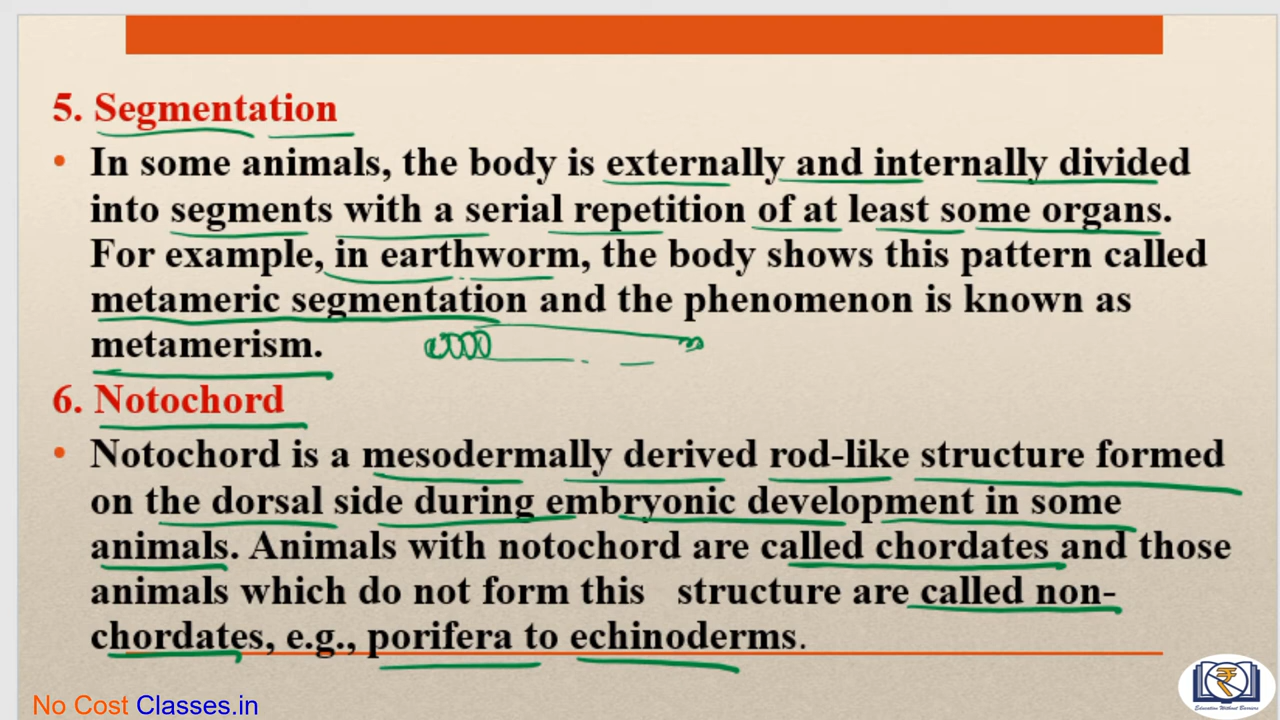 5. Segmentation
• In some animals, the body is externally and internally divided
into segments with a serial repetition of at least some organs.
For example, in earthworm, the body shows this pattern called
metameric segmentation and the phenomenon is known as
metamerism.
6. Notochord
• Notochord is a mesodermally derived rod-like structure formed
on the dorsal side during embryonic development in some
animals. Animals with notochord are called chordates and those
animals which do not form this structure are called non-
chordates, e.g., porifera to echinoderms.
No Cost Classes.in
Education Without Barriers